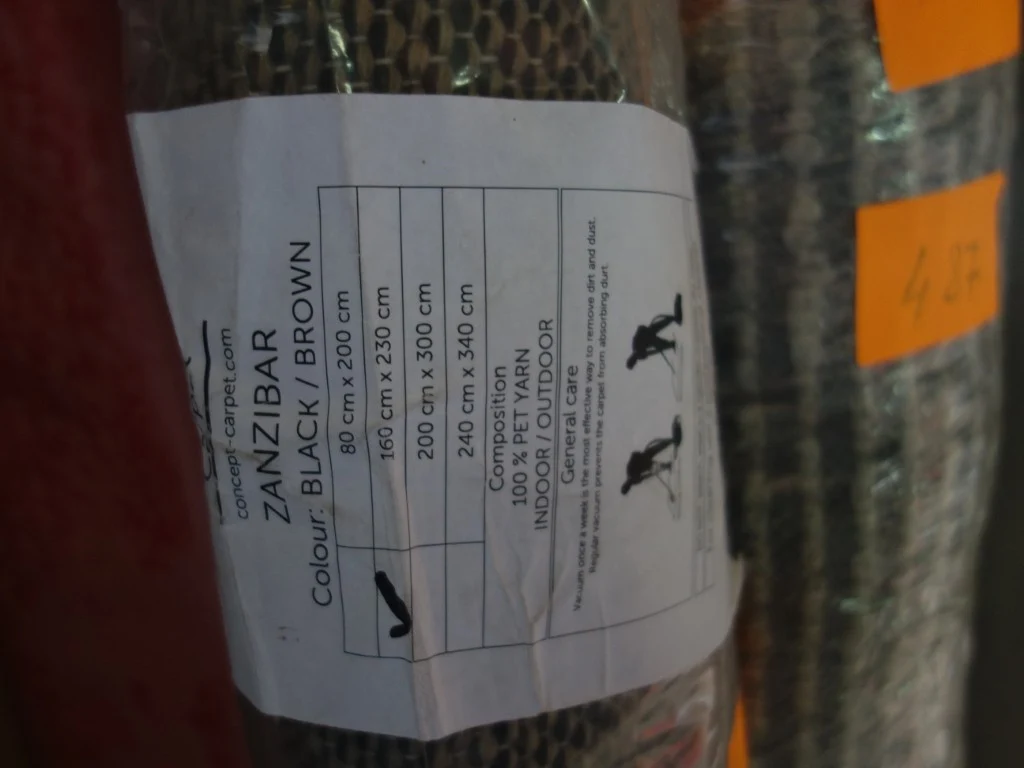 concept-carpet.com
ZANZIBAR
Colour: BLACK / BROWN
80 cm x 200 cm
160 cm x 230 cm
200 cm x 300 cm
240 cm x 340 cm
Composition
100 % PET YARN
INDOOR / OUTDOOR
General care
Vacuum once a week is the most effective way to remove dirt and dust.
Regular vacuum prevents the carpet from absorbing durt.
487